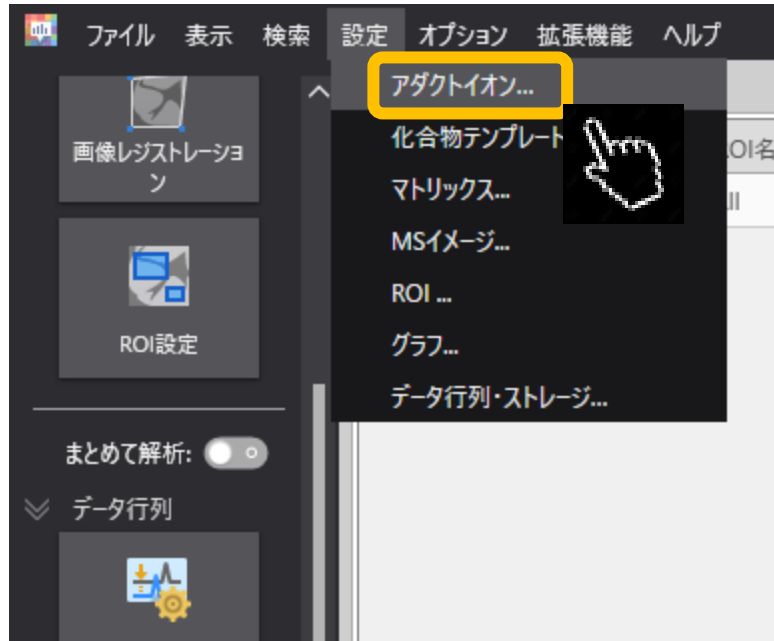 ファイル 表示 検索 設定 オプション 拡張機能 ヘルプ
画像レジストレーショ
ン
ROI設定
まとめて解析:
データ行列
アダクトイオン...
化合物テンプレート
マトリックス...
MSイメージ...
ROI ...
グラフ...
データ行列・ストレージ...